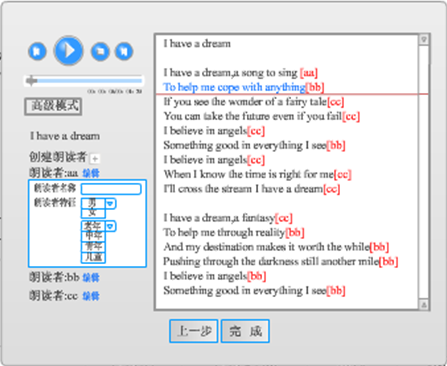 高级模式
I have a dream
创建朗读者 +
朗读者:aa 编辑
朗读者名称
朗读者特征 男
女
老年
中年
青年
儿童
朗读者:bb 编辑
朗读者:cc 编辑
I have a dream
I have a dream,a song to sing [aa]
To help me cope with anything[bb]
If you see the wonder of a fairy tale[cc]
You can take the future even if you fail[cc]
I believe in angels[cc]
Something good in everything I see[bb]
I believe in angels[cc]
When I know the time is right for me[cc]
I'll cross the stream I have a dream[cc]
I have a dream,a fantasy[cc]
To help me through reality[bb]
And my destination makes it worth the while[bb]
Pushing through the darkness still another mile[bb]
I believe in angels[bb]
Something good in everything I see[bb]
上一步
完 成